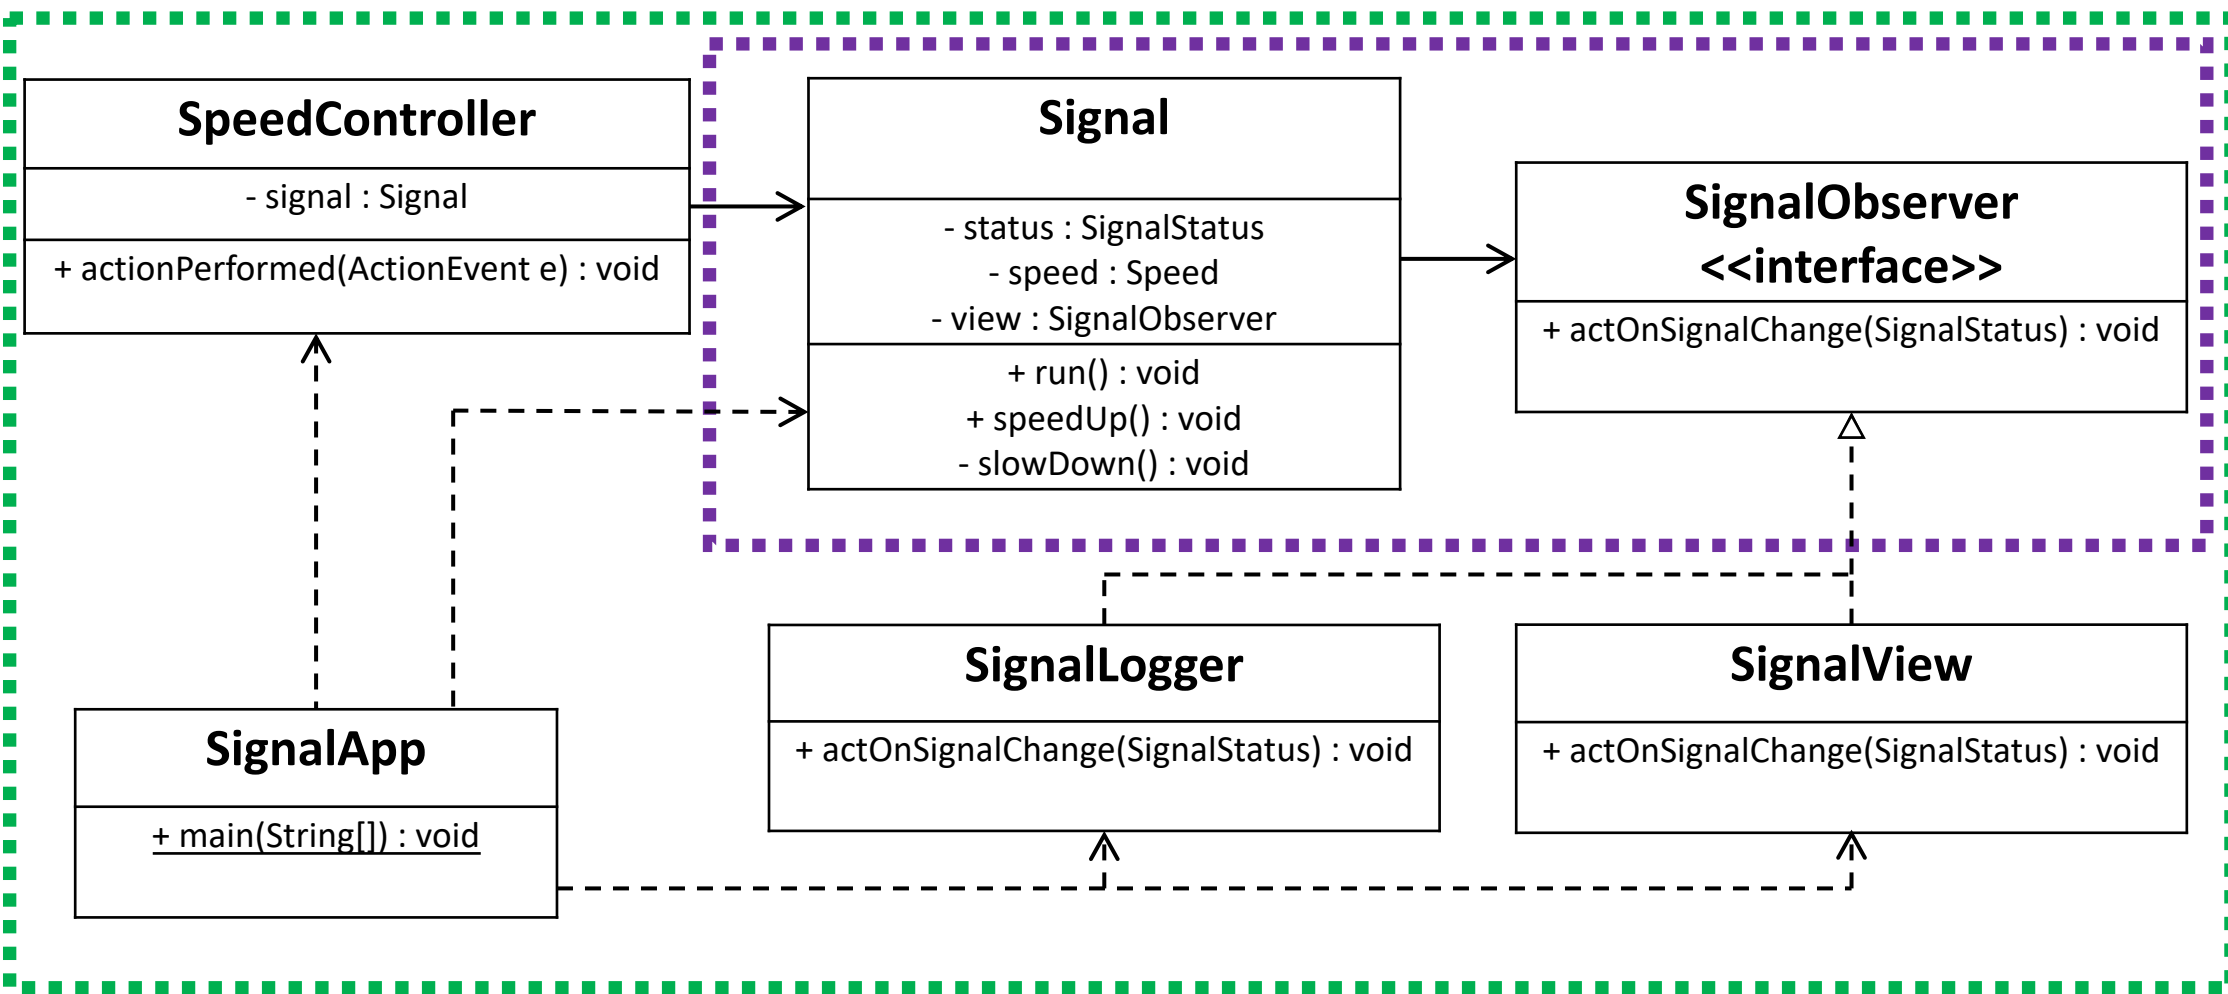 SpeedController
- signal : Signal
+ actionPerformed(ActionEvent e) : void
Signal
- status : SignalStatus
- speed : Speed
- view : SignalObserver
+ run() : void
+ speedUp() : void
- slowDown() : void
SignalObserver
<<interface>>
+ actOnSignalChange(SignalStatus) : void
SignalApp
+ main(String[]) : void
SignalLogger
+ actOnSignalChange(SignalStatus) : void
SignalView
+ actOnSignalChange(SignalStatus) : void